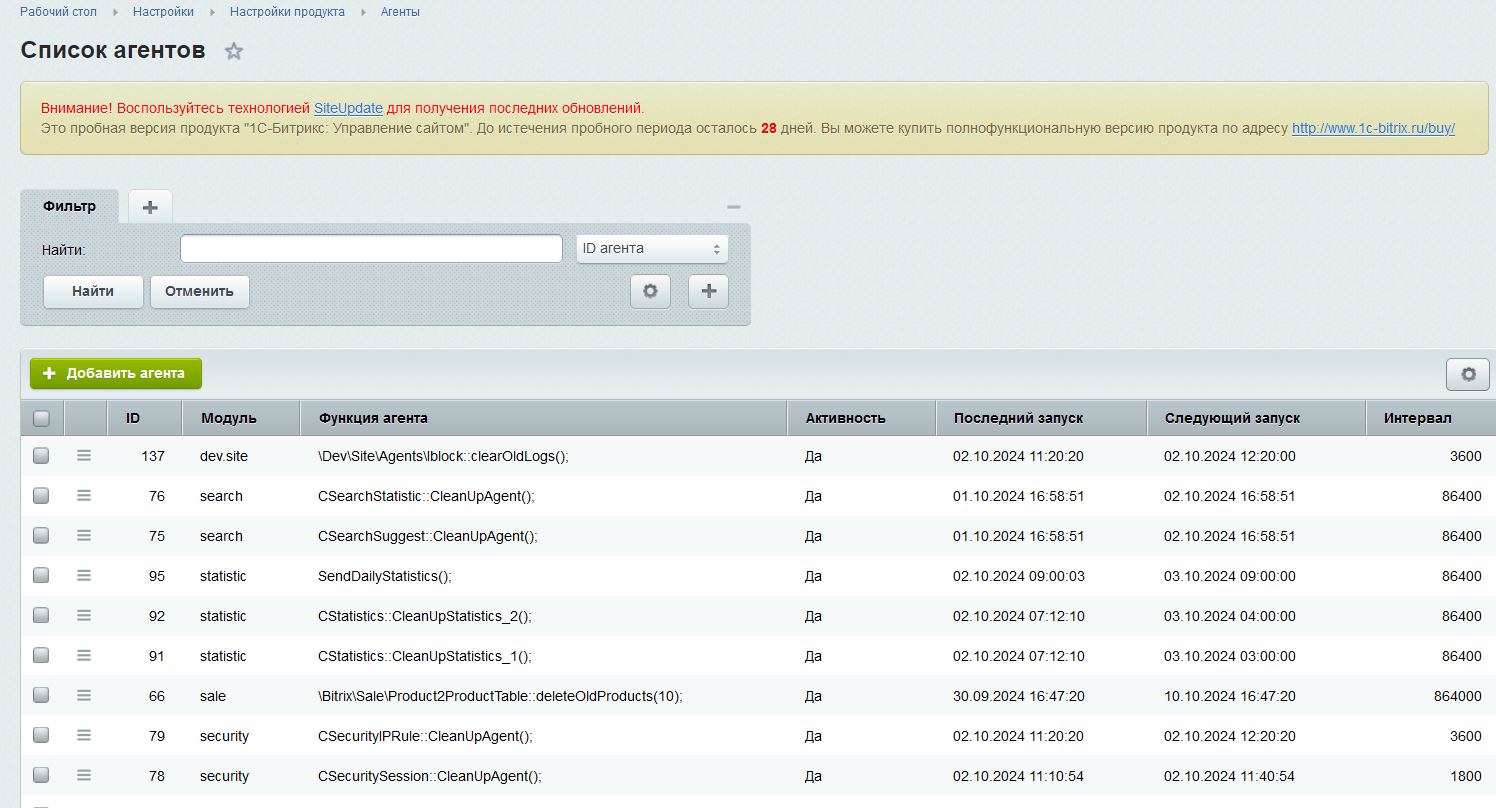 Рабочий стол Настройки Настройки продукта Агенты
Список агентов
Внимание! Воспользуйтесь технологией SiteUpdate для получения последних обновлений.
Это пробная версия продукта "1С-Битрикс: Управление сайтом". До истечения пробного периода осталось 28 дней. Вы можете купить полнофункциональную версию продукта по адресу http://www.1c-bitrix.ru/buy/
Фильтр
Найти: ID агента
Найти Отменить
Добавить агента
ID Модуль Функция агента Активность Последний запуск Следующий запуск Интервал
137 dev.site \Dev\Site\Agents\Iblock::clearOldLogs(); Да 02.10.2024 11:20:20 02.10.2024 12:20:00 3600
76 search CSearchStatistic::CleanUpAgent(); Да 01.10.2024 16:58:51 02.10.2024 16:58:51 86400
75 search CSearchSuggest::CleanUpAgent(); Да 01.10.2024 16:58:51 02.10.2024 16:58:51 86400
95 statistic SendDailyStatistics(); Да 02.10.2024 09:00:03 03.10.2024 09:00:00 86400
92 statistic CStatistics::CleanUpStatistics_2(); Да 02.10.2024 07:12:10 03.10.2024 04:00:00 86400
91 statistic CStatistics::CleanUpStatistics_1(); Да 02.10.2024 07:12:10 03.10.2024 03:00:00 86400
66 sale \Bitrix\Sale\Product2ProductTable::deleteOldProducts(10); Да 30.09.2024 16:47:20 10.10.2024 16:47:20 864000
79 security CSecurityIPRule::CleanUpAgent(); Да 02.10.2024 11:20:20 02.10.2024 12:20:20 3600
78 security CSecuritySession::CleanUpAgent(); Да 02.10.2024 11:10:54 02.10.2024 11:40:54 1800